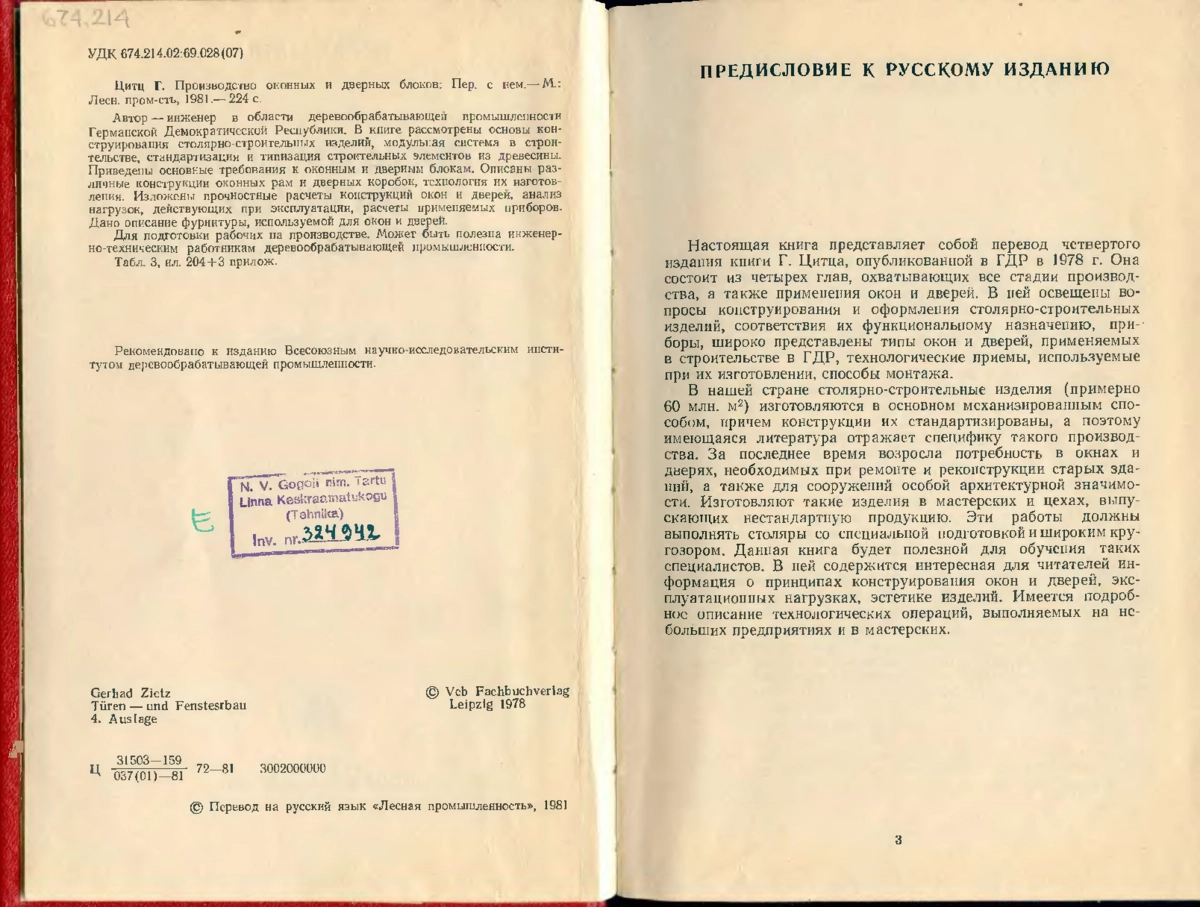 674.214
УДК 674.214.02:69.028(07)
Цитц Г. Производство оконных и дверных блоков: Пер. с нем.— М.:
Лесн. пром-сть, 1981.— 224 с.
Автор — инженер в области деревообрабатывающей промышленности
Германской Демократической Республики. В книге рассмотрены основы кон-
струирования столярно-строительных изделий, модульная система в строи-
тельстве, стандартизация и типизация строительных элементов из древесины.
Приведены основные требования к оконным и дверным блокам. Описаны раз-
личные конструкции оконных рам и дверных коробок, технология их изготов-
ления. Изложены прочностные расчеты конструкций окон и дверей, анализ
нагрузок, действующих при эксплуатации, расчеты применяемых приборов.
Дано описание фурнитуры, используемой для окон и дверей.
Для подготовки рабочих на производстве. Может быть полезна инженер-
но-техническим работникам деревообрабатывающей промышленности.
Табл. 3, ил. 204+3 прилож.
Рекомендовано к изданию Всесоюзным научно-исследовательским инсти-
тутом деревообрабатывающей промышленности.
N. V. Gogoli nim. Tartu
Linna Keskraamatukogu
(Tehnika)
Inv. nr. 324942
E
Gerhad Zietz
Türen — und Fenstesrbau
4. Auslage
© Veb Fachbuchverlag
Leipzig 1978
Ц 31503—159
037(01)—81 72—81 3002000000
© Перевод на русский язык «Лесная промышленность», 1981
ПРЕДИСЛОВИЕ К РУССКОМУ ИЗДАНИЮ
Настоящая книга представляет собой перевод четвертого
издания книги Г. Цитца, опубликованной в ГДР в 1978 г. Она
состоит из четырех глав, охватывающих все стадии производ-
ства, а также применения окон и дверей. В ней освещены во-
просы конструирования и оформления столярно-строительных
изделий, соответствия их функциональному назначению, при-
боры, широко представлены типы окон и дверей, применяемых
в строительстве в ГДР, технологические приемы, используемые
при их изготовлении, способы монтажа.
В нашей стране столярно-строительные изделия (примерно
60 млн. м²) изготовляются в основном механизированным спо-
собом, причем конструкции их стандартизированы, а поэтому
имеющаяся литература отражает специфику такого производ-
ства. За последнее время возросла потребность в окнах и
дверях, необходимых при ремонте и реконструкции старых зда-
ний, а также для сооружений особой архитектурной значимо-
сти. Изготовляют такие изделия в мастерских и цехах, выпу-
скающих нестандартную продукцию. Эти работы должны
выполнять столяры со специальной подготовкой и широким кру-
гозором. Данная книга будет полезной для обучения таких
специалистов. В ней содержится интересная для читателей ин-
формация о принципах конструирования окон и дверей, экс-
плуатационных нагрузках, эстетике изделий. Имеется подроб-
ное описание технологических операций, выполняемых на не-
больших предприятиях и в мастерских.
3